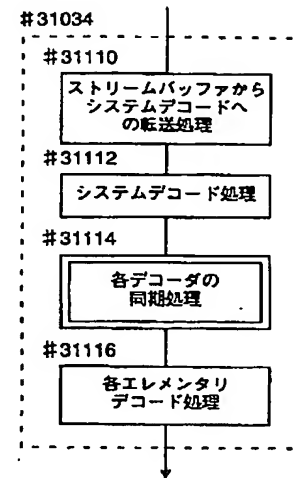 #31034
#31110
ストリームバッファから
システムデコードへ
の転送処理
#31112
システムデコード処理
#31114
各デコーダの
同期処理
#31116
各エレメンタリ
デコード処理